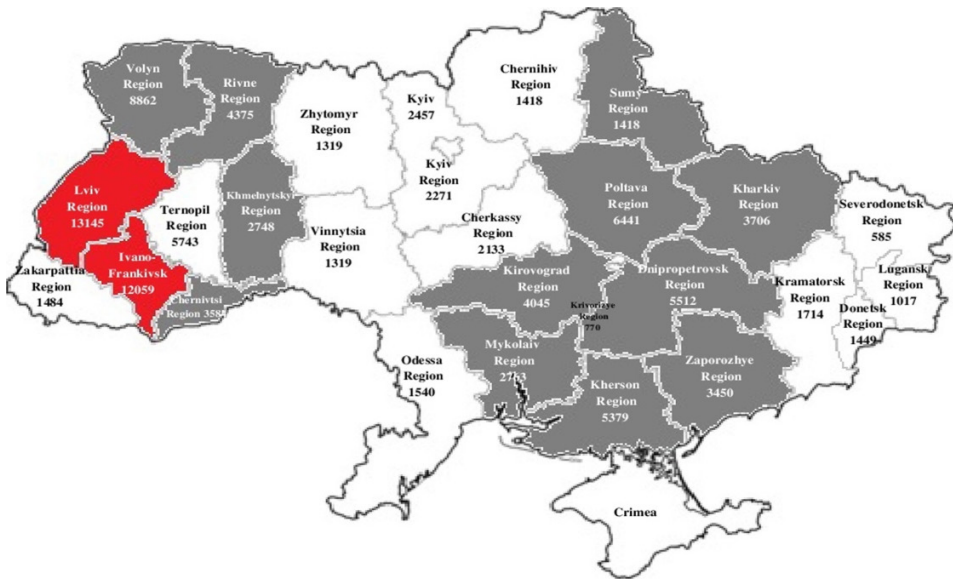 Volyn
Region
8862
Rivne
Region
4375
Zhytomyr
Region
1319
Kyiv
2457
Chernihiv
Region
1418
Sumy
Region
1418
Lviv
Region
13145
Ternopil
Region
5743
Khmelnytskyi
Region
2748
Kyiv
Region
2271
Cherkassy
Region
2133
Poltava
Region
6441
Kharkiv
Region
3706
Severodonetsk
Region
585
Zakarpattia
Region
1484
Ivano-
Frankivsk
12059
Chernivtsi
Region 358
Vinnytsia
Region
1319
Kirovograd
Region
4045
Krivorizye
Region
770
Dnipropetrovsk
Region
5512
Kramatorsk
Region
1714
Lugansk
Region
1017
Donetsk
Region
1449
Odessa
Region
1540
Mykolaiv
Region
Kherson
Region
5379
Zaporozhye
Region
3450
Crimea